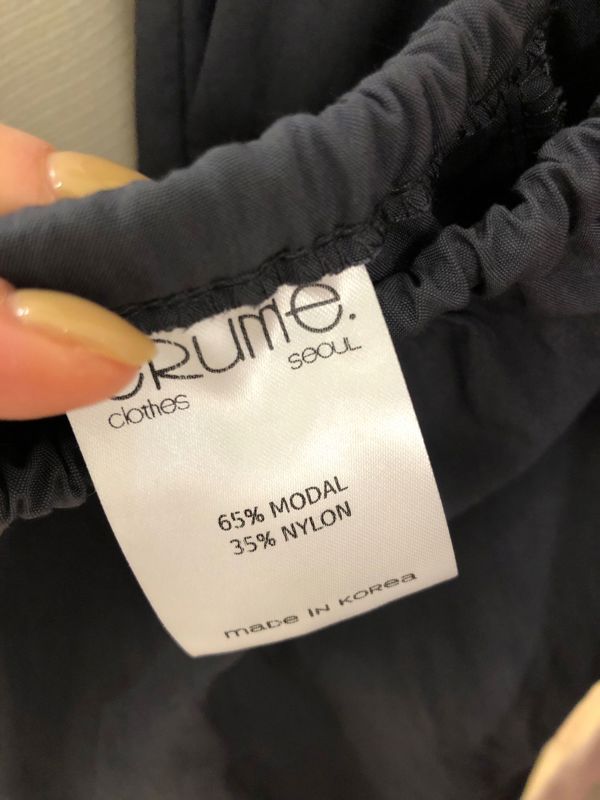 SEOUL
clothes
65% MODAL
35% NYLON
made IN KOREA